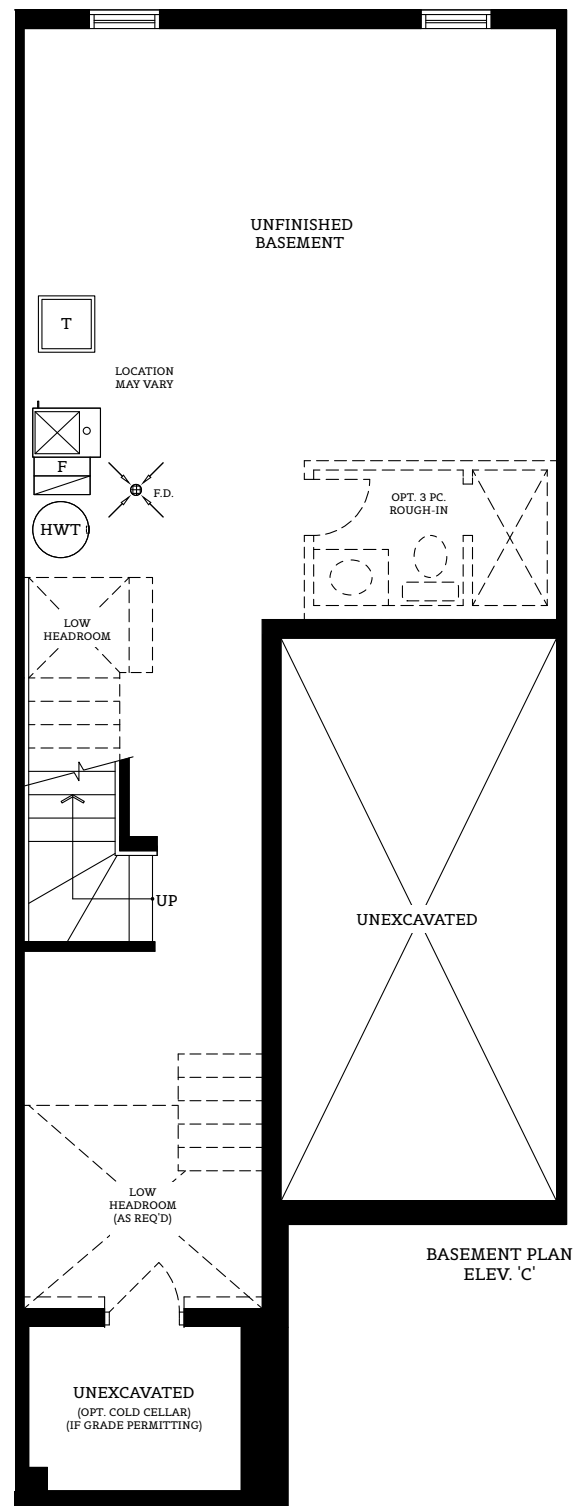 UNFINISHED
BASEMENT
T
LOCATION
MAY VARY
F
F.D.
OPT. 3 PC.
ROUGH-IN
HWT
LOW
HEADROOM
UP
UNEXCAVATED
LOW
HEADROOM
(AS REQ'D)
BASEMENT PLAN
ELEV. 'C'
UNEXCAVATED
(OPT. COLD CELLAR)
(IF GRADE PERMITTING)